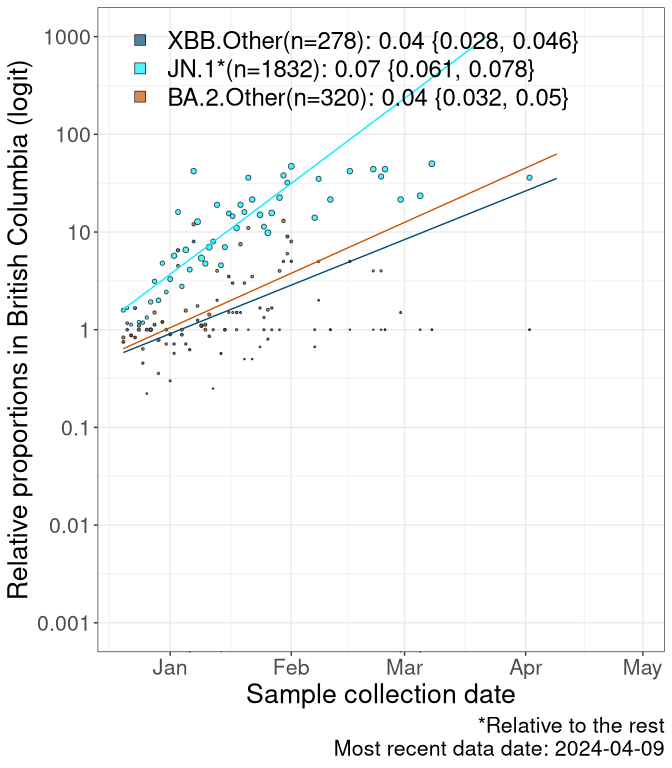 XBB.Other(n=278): 0.04 {0.028, 0.046}
JN.1*(n=1832): 0.07 {0.061, 0.078}
BA.2.Other(n=320): 0.04 {0.032, 0.05}
Relative proportions in British Columbia (logit)
1000
100
10
1
0.1
0.01
0.001
Jan Feb Mar Apr May
Sample collection date
*Relative to the rest
Most recent data date: 2024-04-09